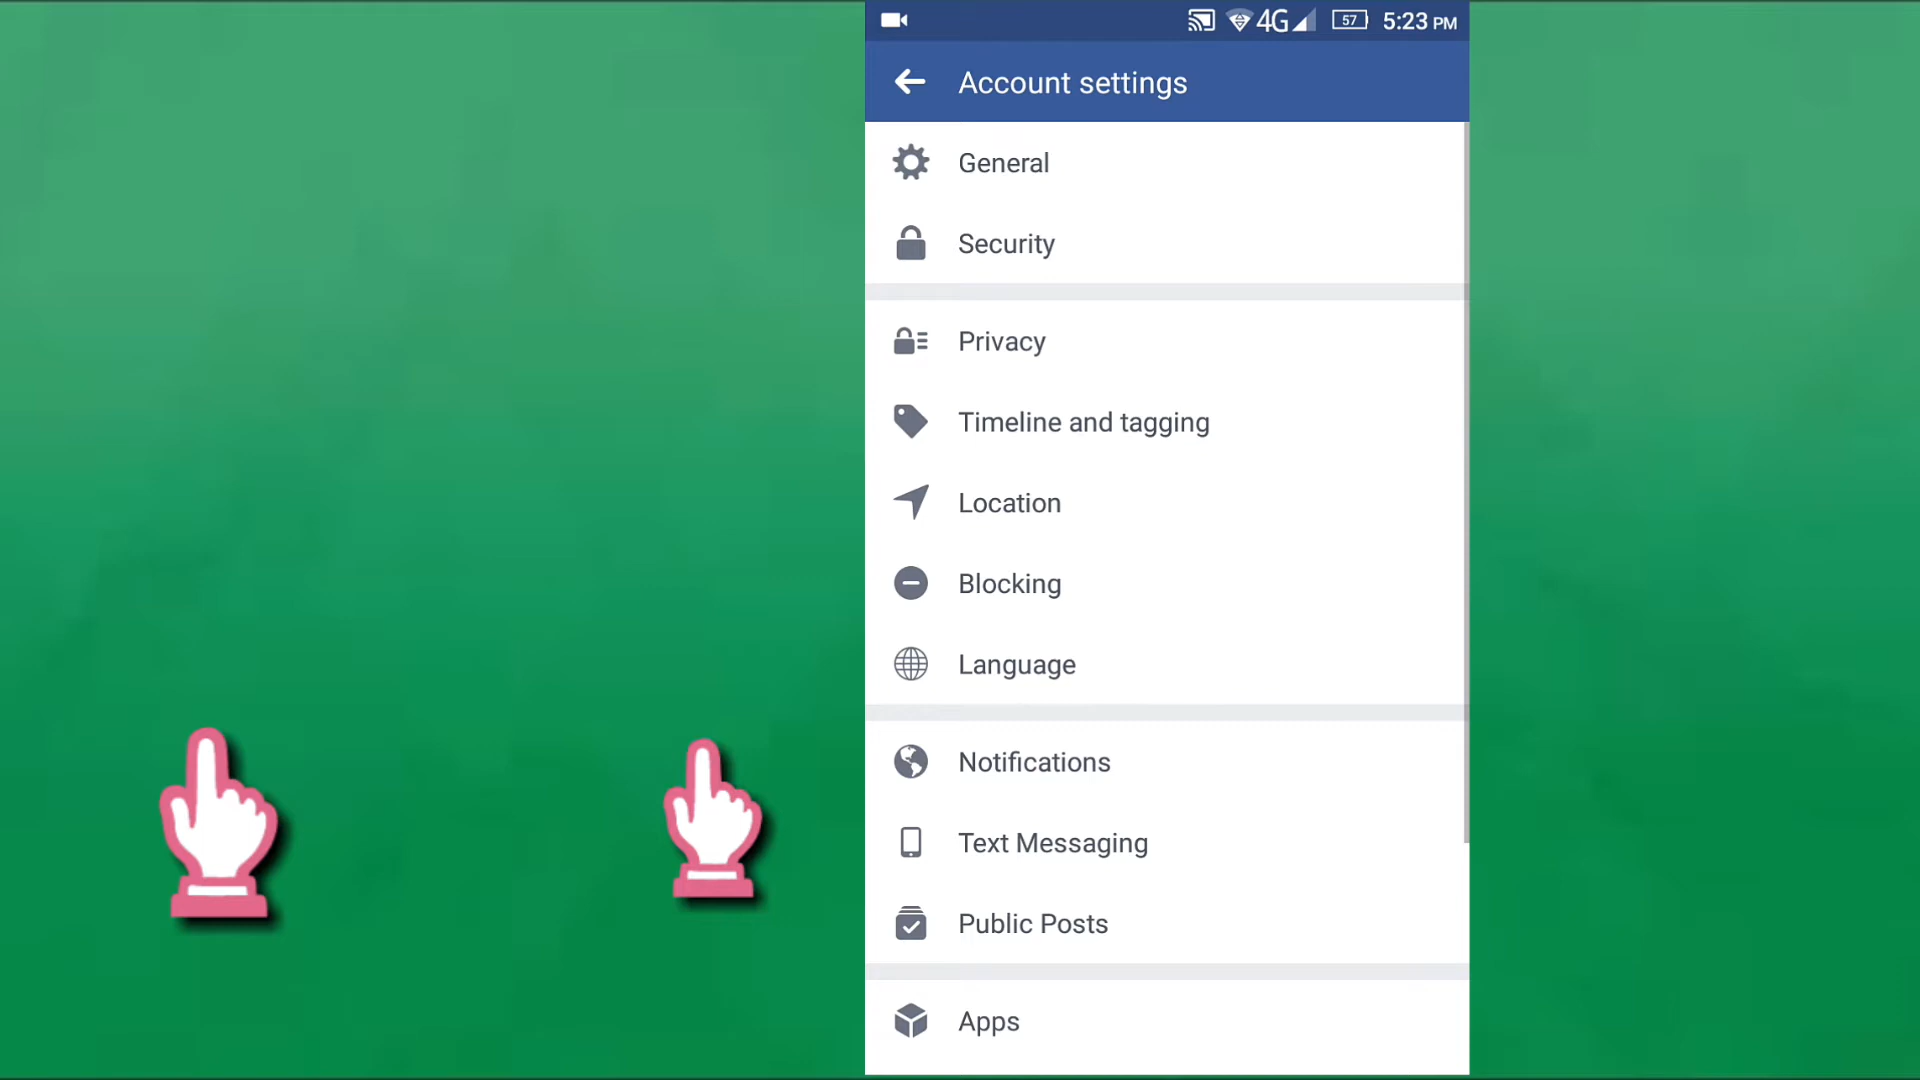 4G 57 5:23 PM
Account settings
General
Security
Privacy
Timeline and tagging
Location
Blocking
Language
Notifications
Text Messaging
Public Posts
Apps